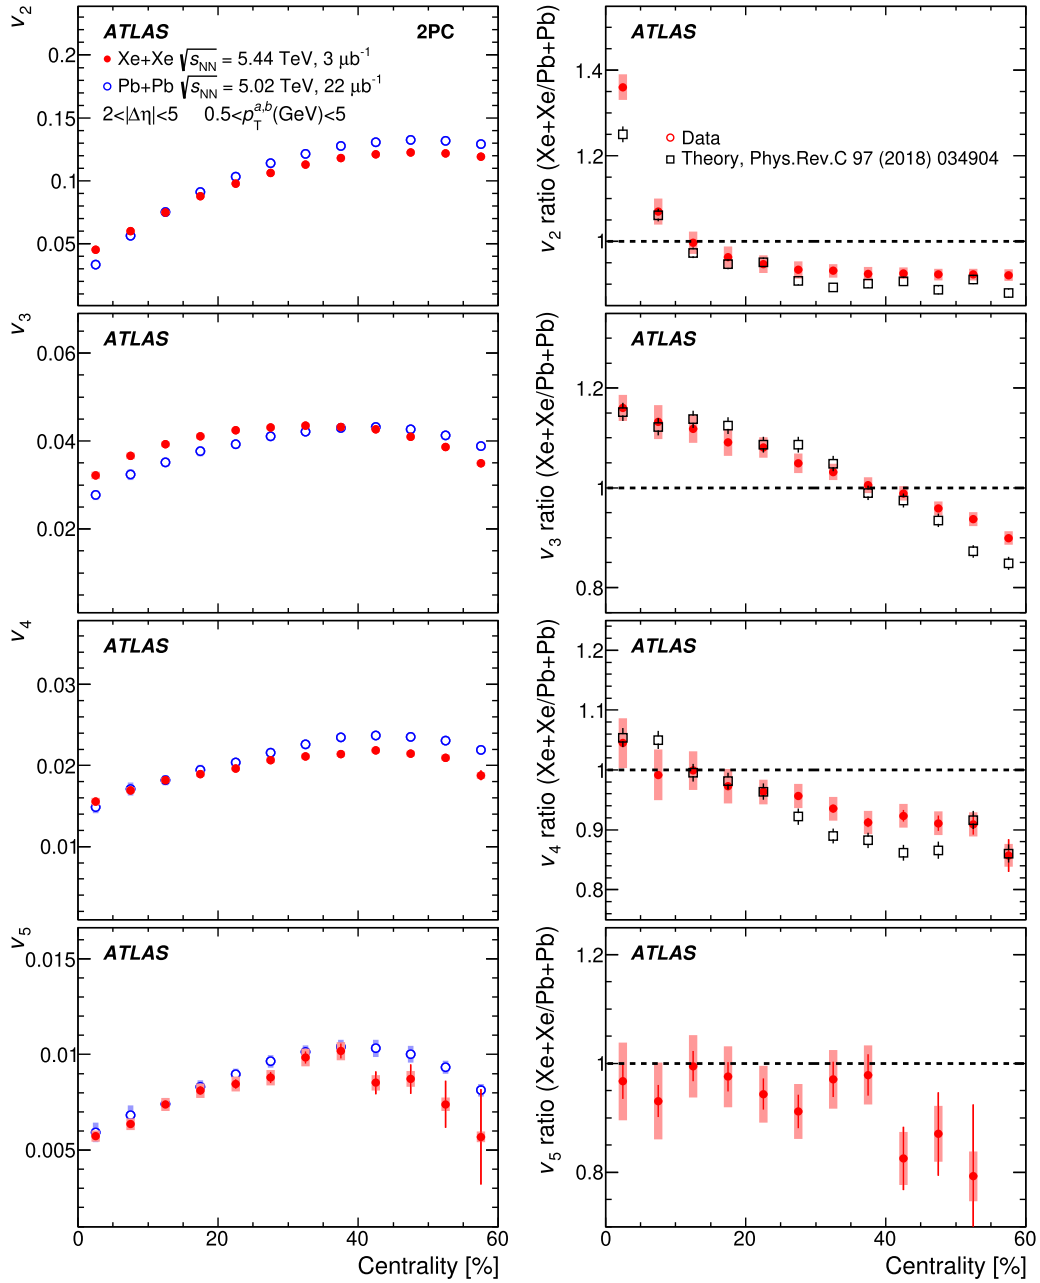 v2
ATLAS
2PC
Xe+Xe √sNN = 5.44 TeV, 3 μb-1
Pb+Pb √sNN = 5.02 TeV, 22 μb-1
2<|Δη|<5 0.5<pTa,b(GeV)<5
0.2
0.15
0.1
0.05
v2 ratio (Xe+Xe/Pb+Pb)
ATLAS
Data
Theory, Phys.Rev.C 97 (2018) 034904
1.4
1.2
1
v3
ATLAS
0.06
0.04
0.02
v3 ratio (Xe+Xe/Pb+Pb)
ATLAS
1.2
1
0.8
v4
ATLAS
0.03
0.02
0.01
v4 ratio (Xe+Xe/Pb+Pb)
ATLAS
1.2
1.1
1
0.9
0.8
v5
ATLAS
0.015
0.01
0.005
0 20 40 60
Centrality [%]
v5 ratio (Xe+Xe/Pb+Pb)
ATLAS
1.2
1
0.8
0 20 40 60
Centrality [%]